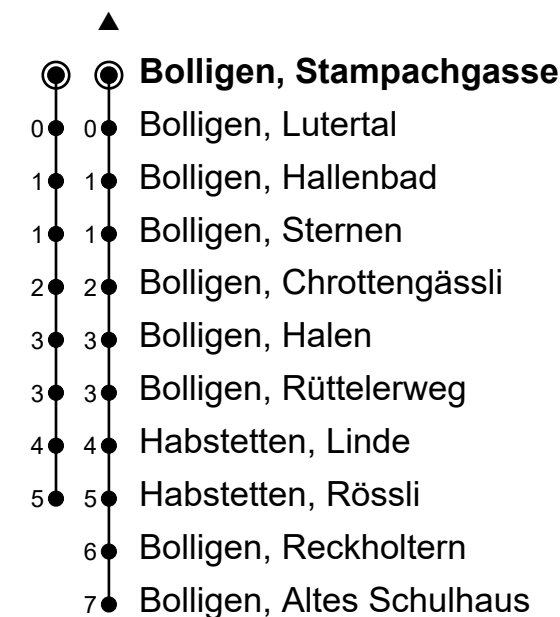 ▲
Bolligen, Stampachgasse
0 0 Bolligen, Lutertal
1 1 Bolligen, Hallenbad
1 1 Bolligen, Sternen
2 2 Bolligen, Chrottengässli
3 3 Bolligen, Halen
3 3 Bolligen, Rüttelerweg
4 4 Habstetten, Linde
5 5 Habstetten, Rössli
6 Bolligen, Reckholtern
7 Bolligen, Altes Schulhaus